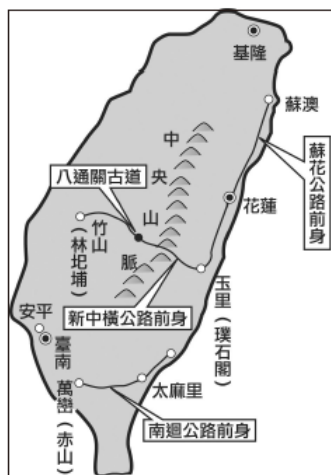 基隆
蘇澳
蘇花公路前身
中央山脈
八通關古道
花蓮
竹山
(林圯埔)
新中橫公路前身
玉里(璞石閣)
安平
臺南
萬巒(赤山)
太麻里
南迴公路前身